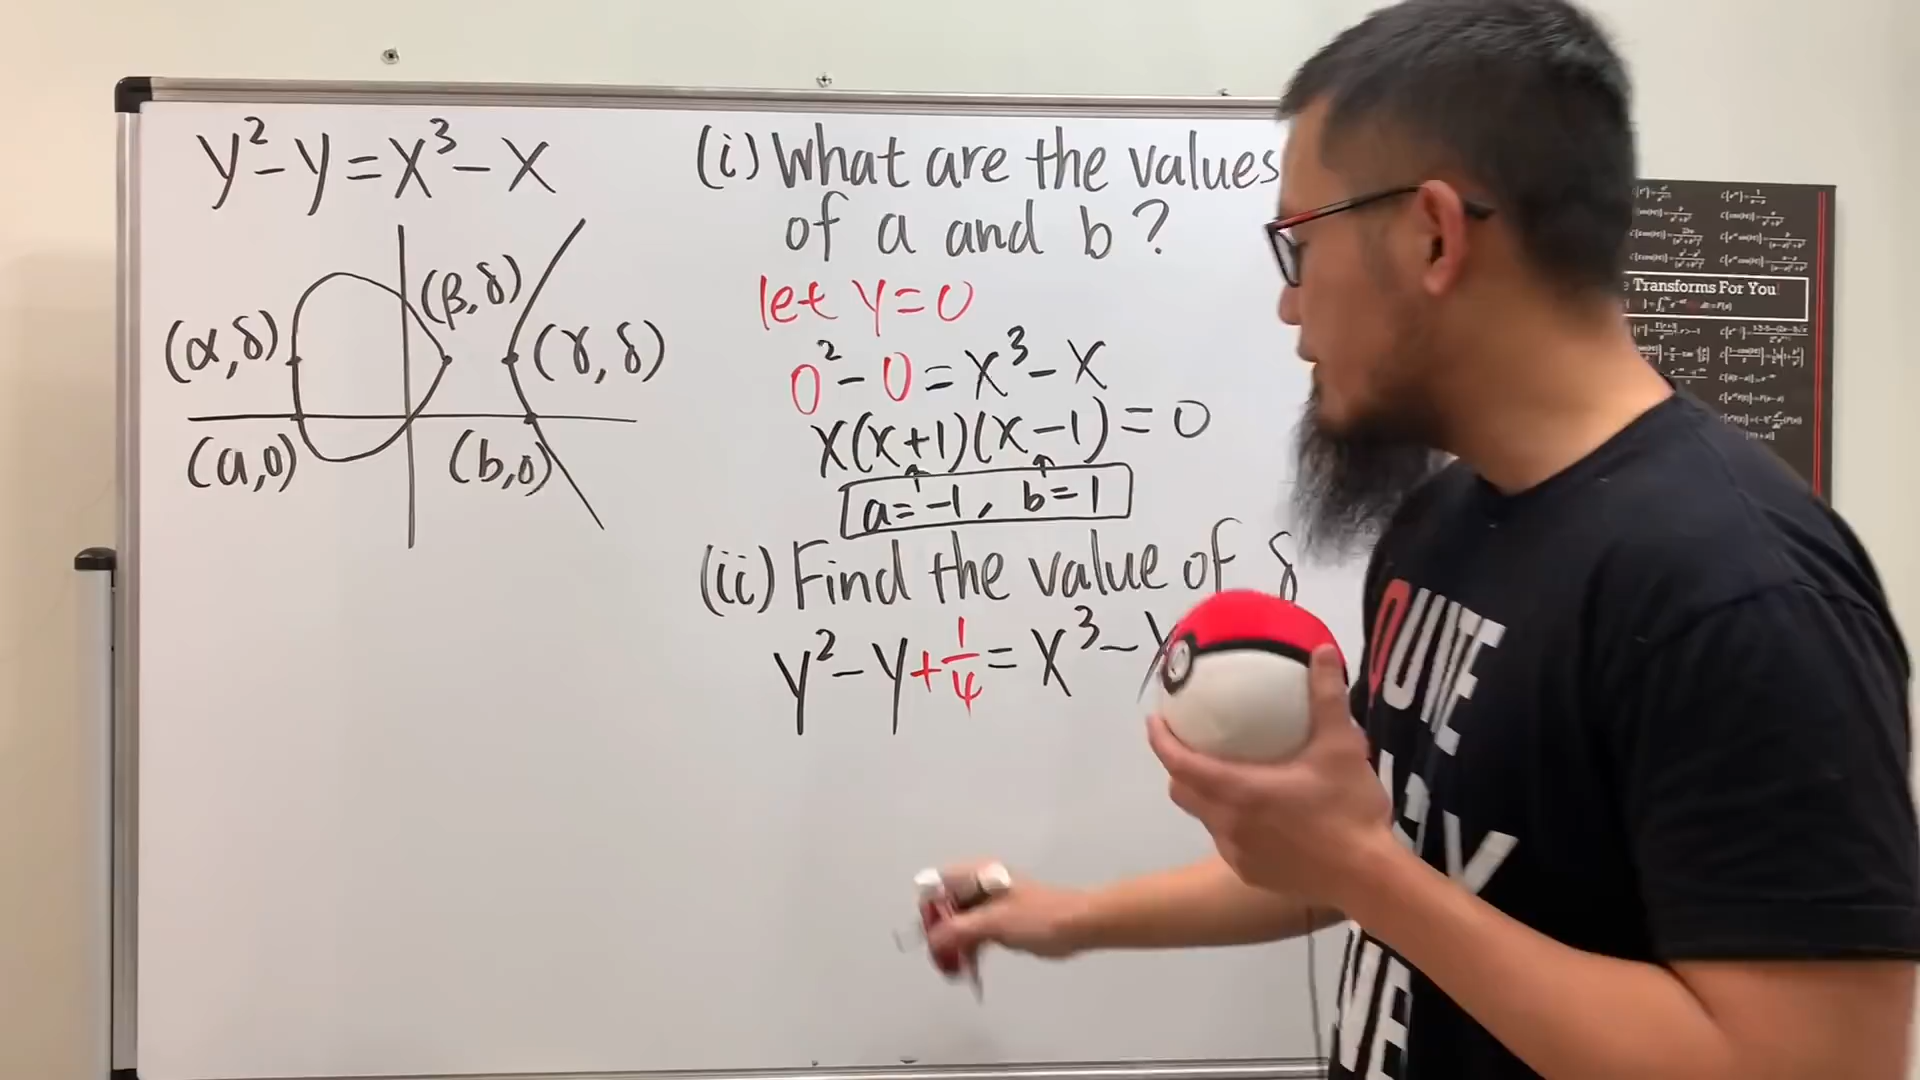 y²-y=x³-x
(β,δ)
(α,δ)
(γ,δ)
(a,0)
(b,0)
(i) What are the values
of a and b?
let y=0
0²-0=x³-x
x(x+1)(x-1)=0
a=-1, b=1
(ii) Find the value of δ
y²-y+1/4=x³-x
Transforms For You